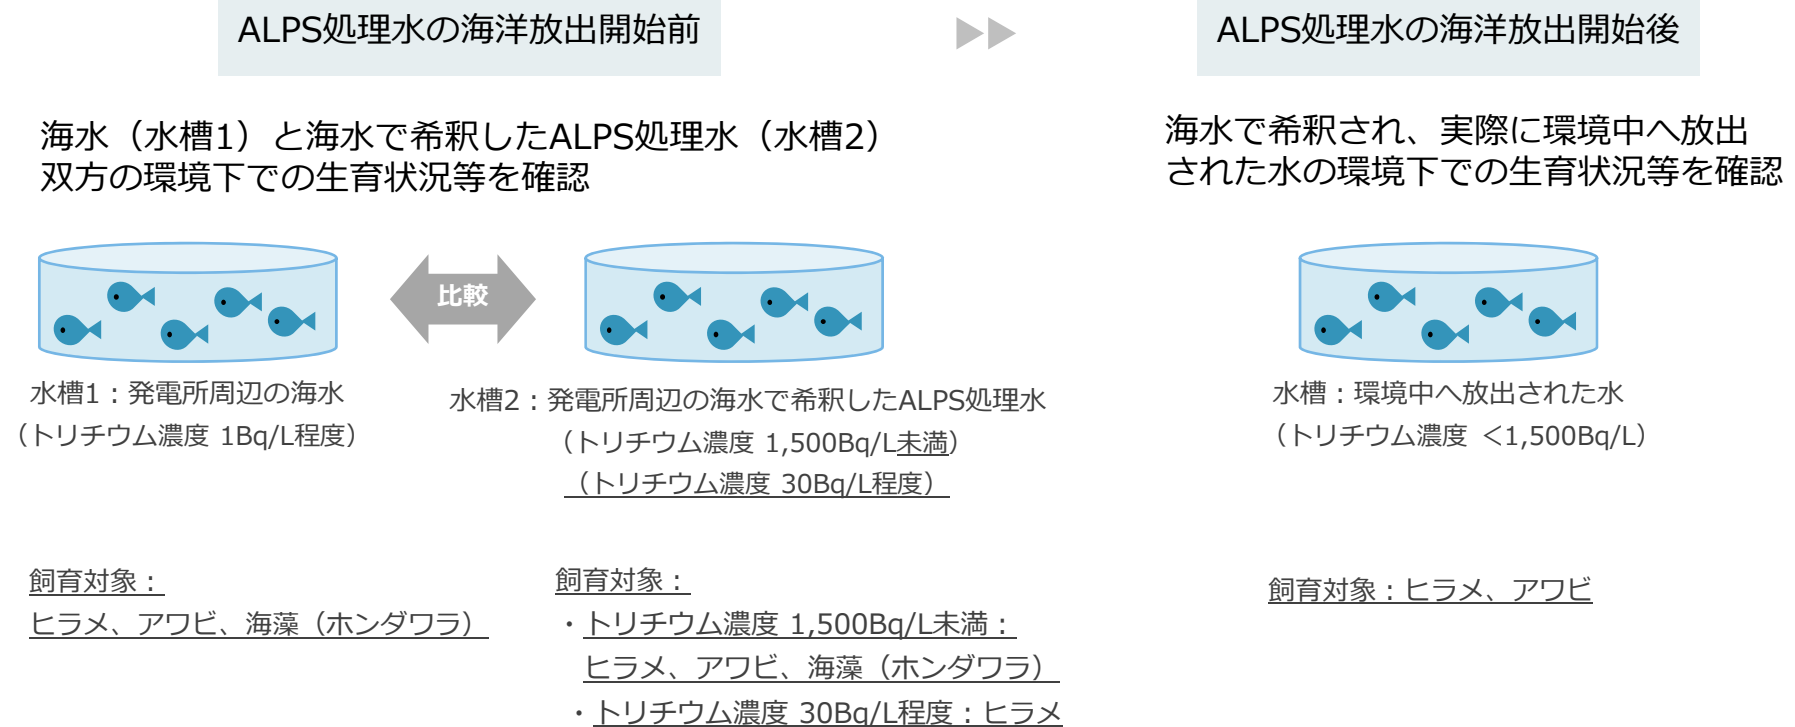 ALPS処理水の海洋放出開始前
ALPS処理水の海洋放出開始後
海水（水槽1）と海水で希釈したALPS処理水（水槽2）
双方の環境下での生育状況等を確認
海水で希釈され、実際に環境中へ放出
された水の環境下での生育状況等を確認
比較
水槽1：発電所周辺の海水
（トリチウム濃度 1Bq/L程度）
水槽2：発電所周辺の海水で希釈したALPS処理水
（トリチウム濃度 1,500Bq/L未満）
（トリチウム濃度 30Bq/L程度）
水槽：環境中へ放出された水
（トリチウム濃度 ＜1,500Bq/L）
飼育対象：
ヒラメ、アワビ、海藻（ホンダワラ）
飼育対象：
・トリチウム濃度 1,500Bq/L未満：
ヒラメ、アワビ、海藻（ホンダワラ）
・トリチウム濃度 30Bq/L程度：ヒラメ
飼育対象：ヒラメ、アワビ